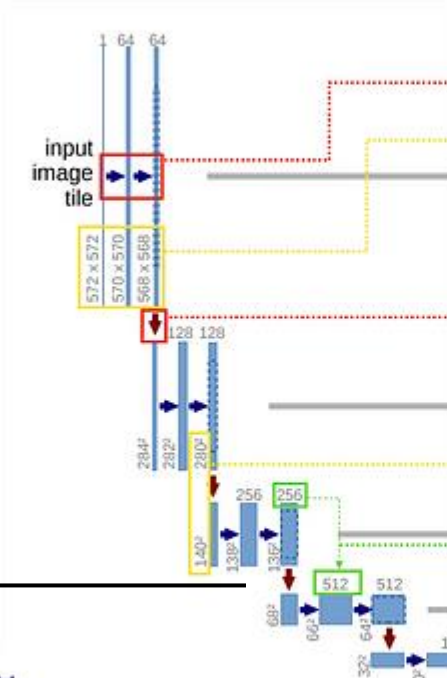 1 64 64
input
image
tile
572 x 572
570 x 570
568 x 568
128 128
284²
282²
280²
256 256
140²
138²
136²
512 512
68²
66²
64²
32²